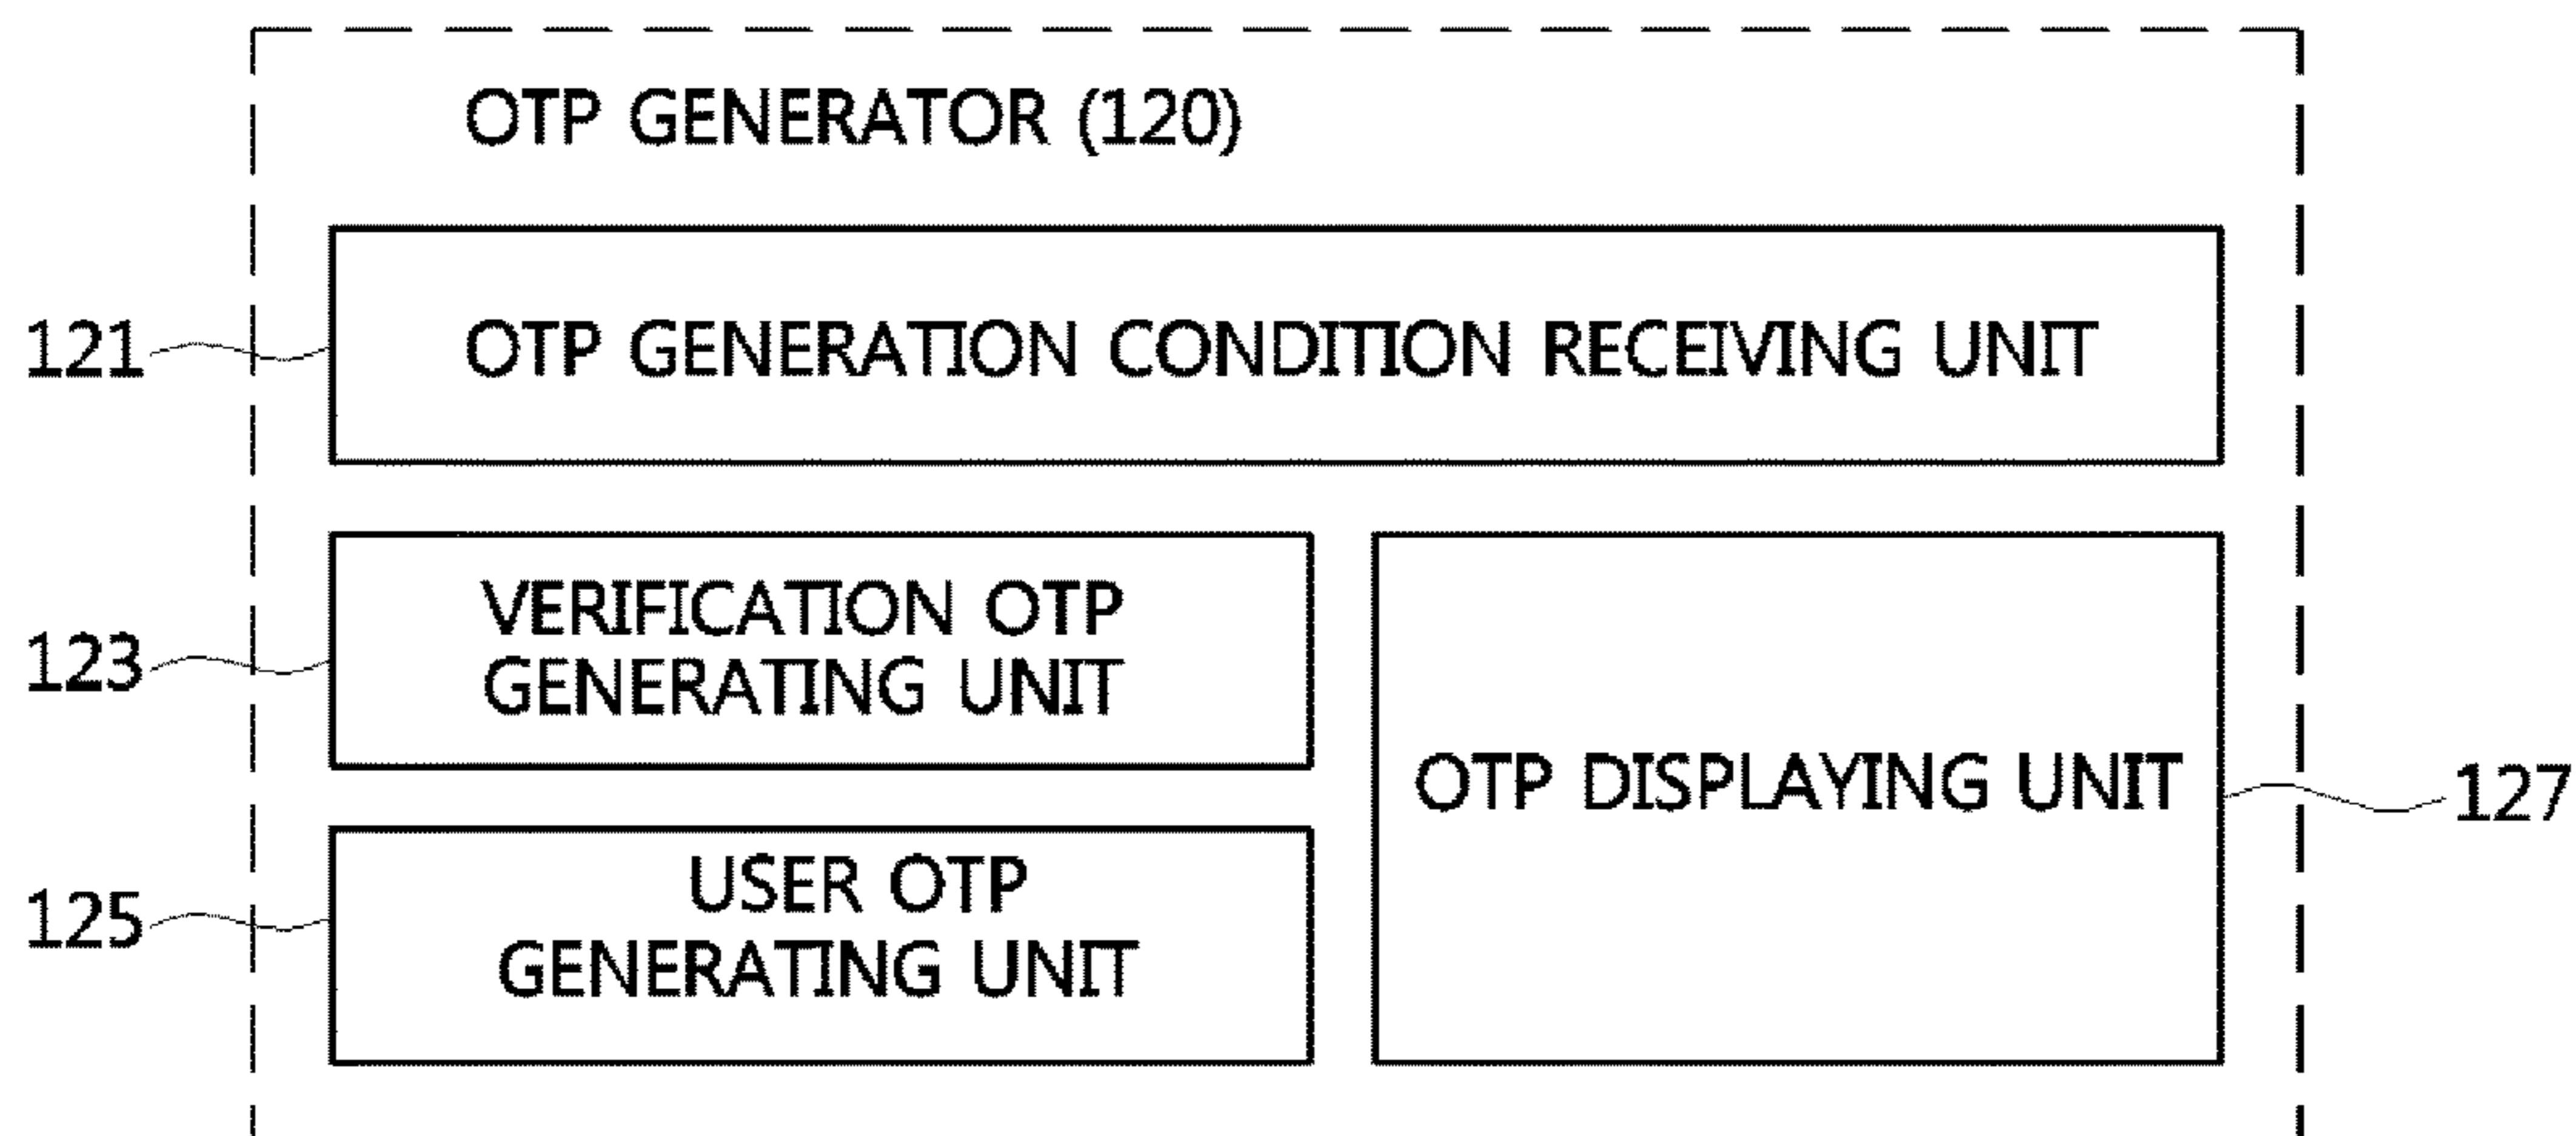 OTP GENERATOR (120)
121
OTP GENERATION CONDITION RECEIVING UNIT
123
VERIFICATION OTP
GENERATING UNIT
125
USER OTP
GENERATING UNIT
OTP DISPLAYING UNIT
127